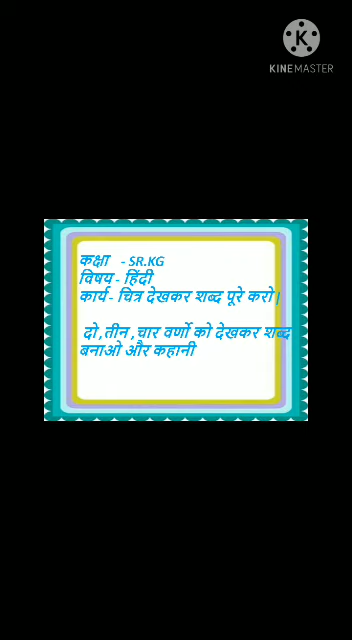 KINEMASTER
कक्षा - SR.KG
विषय - हिंदी
कार्य - चित्र देखकर शब्द पूरे करो |
दो ,तीन , चार वर्णो को देखकर शब्द
बनाओ और कहानी